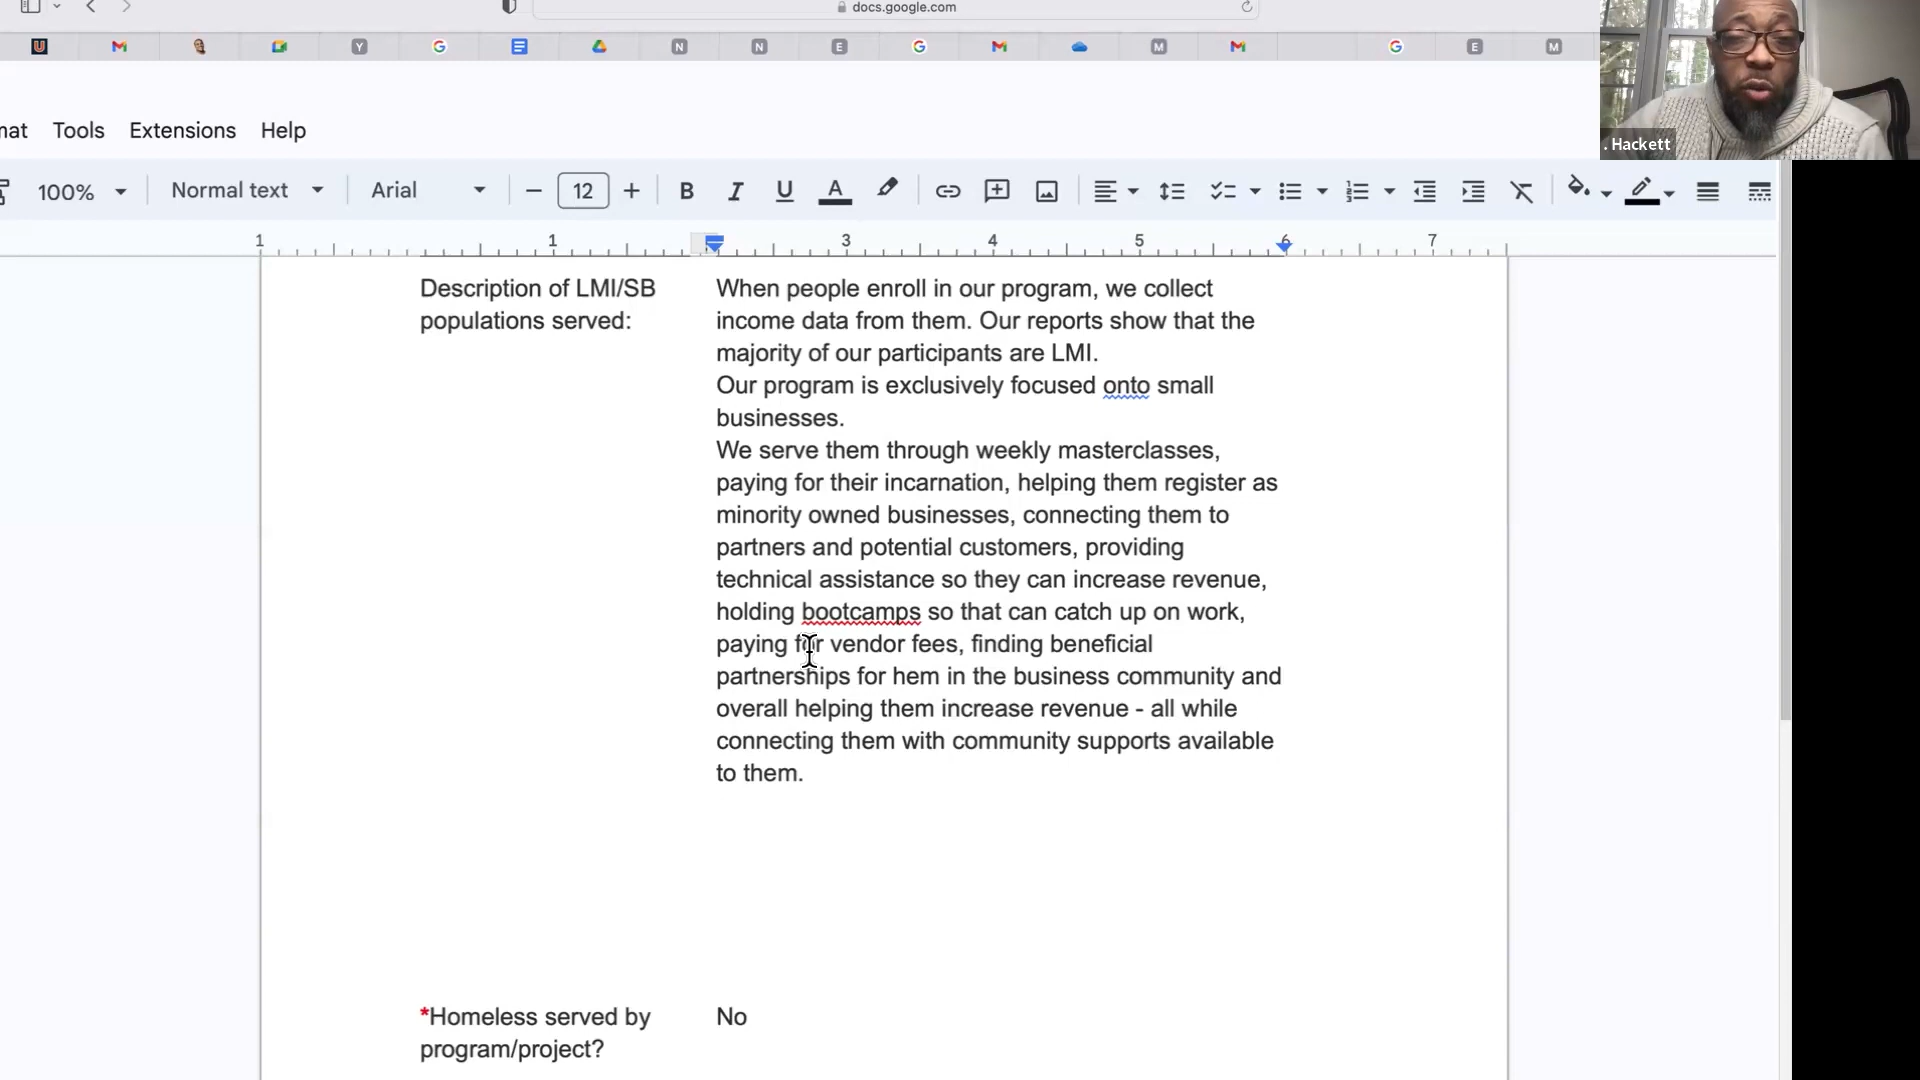 docs.google.com
U
Y
G
N
N
E
G
M
G
E
M
. Hackett
mat Tools Extensions Help
100% Normal text Arial 12 B I U A
1 1 3 4 5 6 7
Description of LMI/SB
populations served:
When people enroll in our program, we collect
income data from them. Our reports show that the
majority of our participants are LMI.
Our program is exclusively focused onto small
businesses.
We serve them through weekly masterclasses,
paying for their incarnation, helping them register as
minority owned businesses, connecting them to
partners and potential customers, providing
technical assistance so they can increase revenue,
holding bootcamps so that can catch up on work,
paying for vendor fees, finding beneficial
partnerships for hem in the business community and
overall helping them increase revenue - all while
connecting them with community supports available
to them.
*Homeless served by
program/project?
No